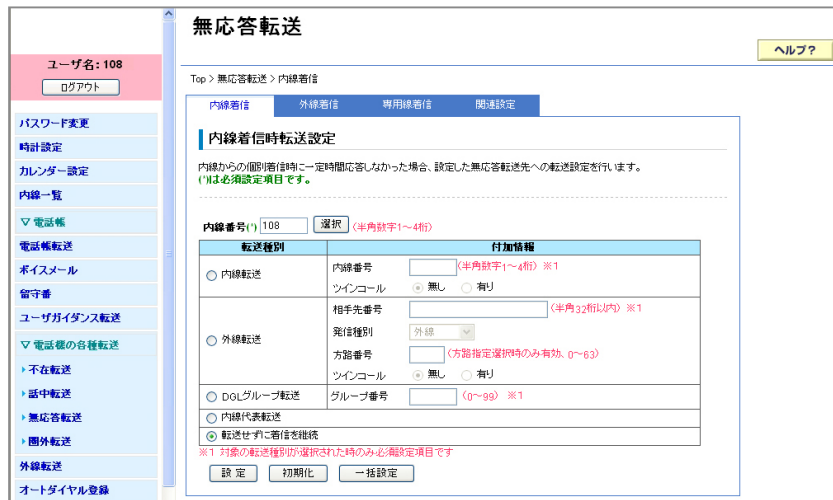 無応答転送
ヘルプ?
ユーザ名:108
ログアウト
パスワード変更
時計設定
カレンダー設定
内線一覧
▽ 電話帳
電話帳転送
ボイスメール
留守番
ユーザガイダンス転送
▽ 電話機の各種転送
不在転送
話中転送
無応答転送
圏外転送
外線転送
オートダイヤル登録
Top > 無応答転送 > 内線着信
内線着信 外線着信 専用線着信 関連設定
内線着信時転送設定
内線からの個別着信時に一定時間応答しなかった場合、設定した無応答転送先への転送設定を行います。
(*)は必須設定項目です。
内線番号(*) 108 選択 (半角数字1～4桁)
転送種別 付加情報
内線転送 内線番号 (半角数字1～4桁) ※1
ツインコール 無し 有り
外線転送 相手先番号 (半角32桁以内) ※1
発信種別 外線
方路番号 (方路指定選択時のみ有効、0～63)
ツインコール 無し 有り
DGLグループ転送 グループ番号 (0～99) ※1
内線代表転送
転送せずに着信を継続
※1 対象の転送種別が選択された時のみ必須設定項目です
設 定 初期化 一括設定